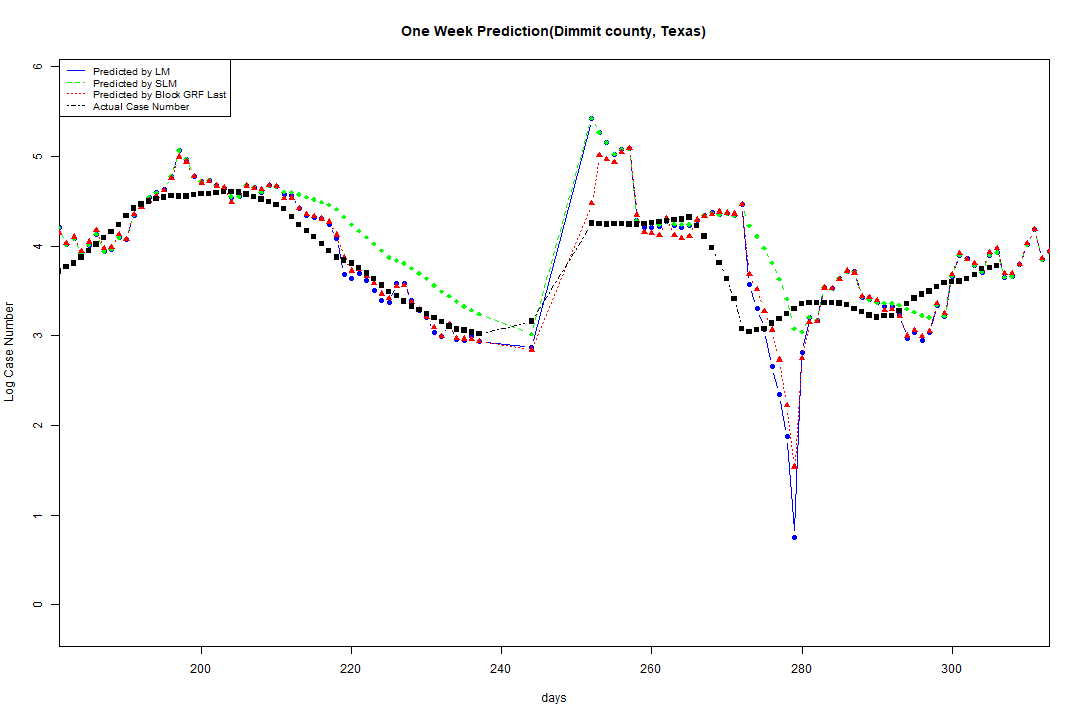 One Week Prediction(Dimmit county, Texas)
Predicted by LM
Predicted by SLM
Predicted by Block GRF Last
Actual Case Number
6
5
4
3
2
1
0
Log Case Number
200 220 240 260 280 300
days